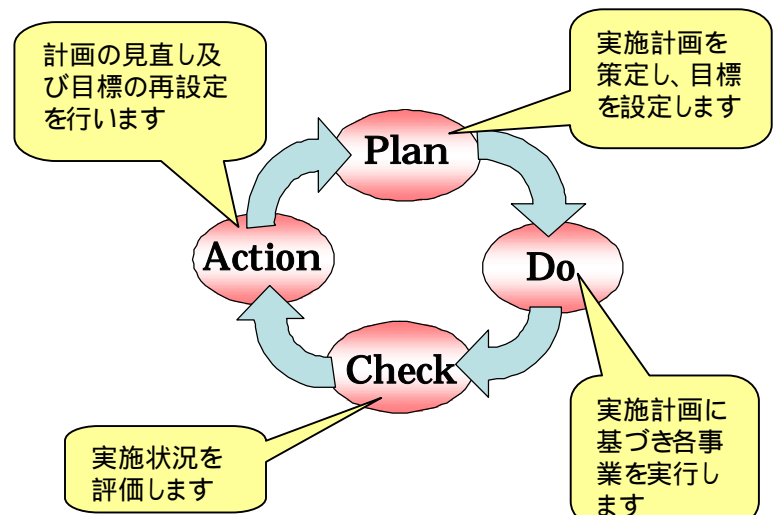 計画の見直し及
び目標の再設定
を行います
実施計画を
策定し、目標
を設定します
Plan
Action
Do
Check
実施状況を
評価します
実施計画に
基づき各事
業を実行し
ます